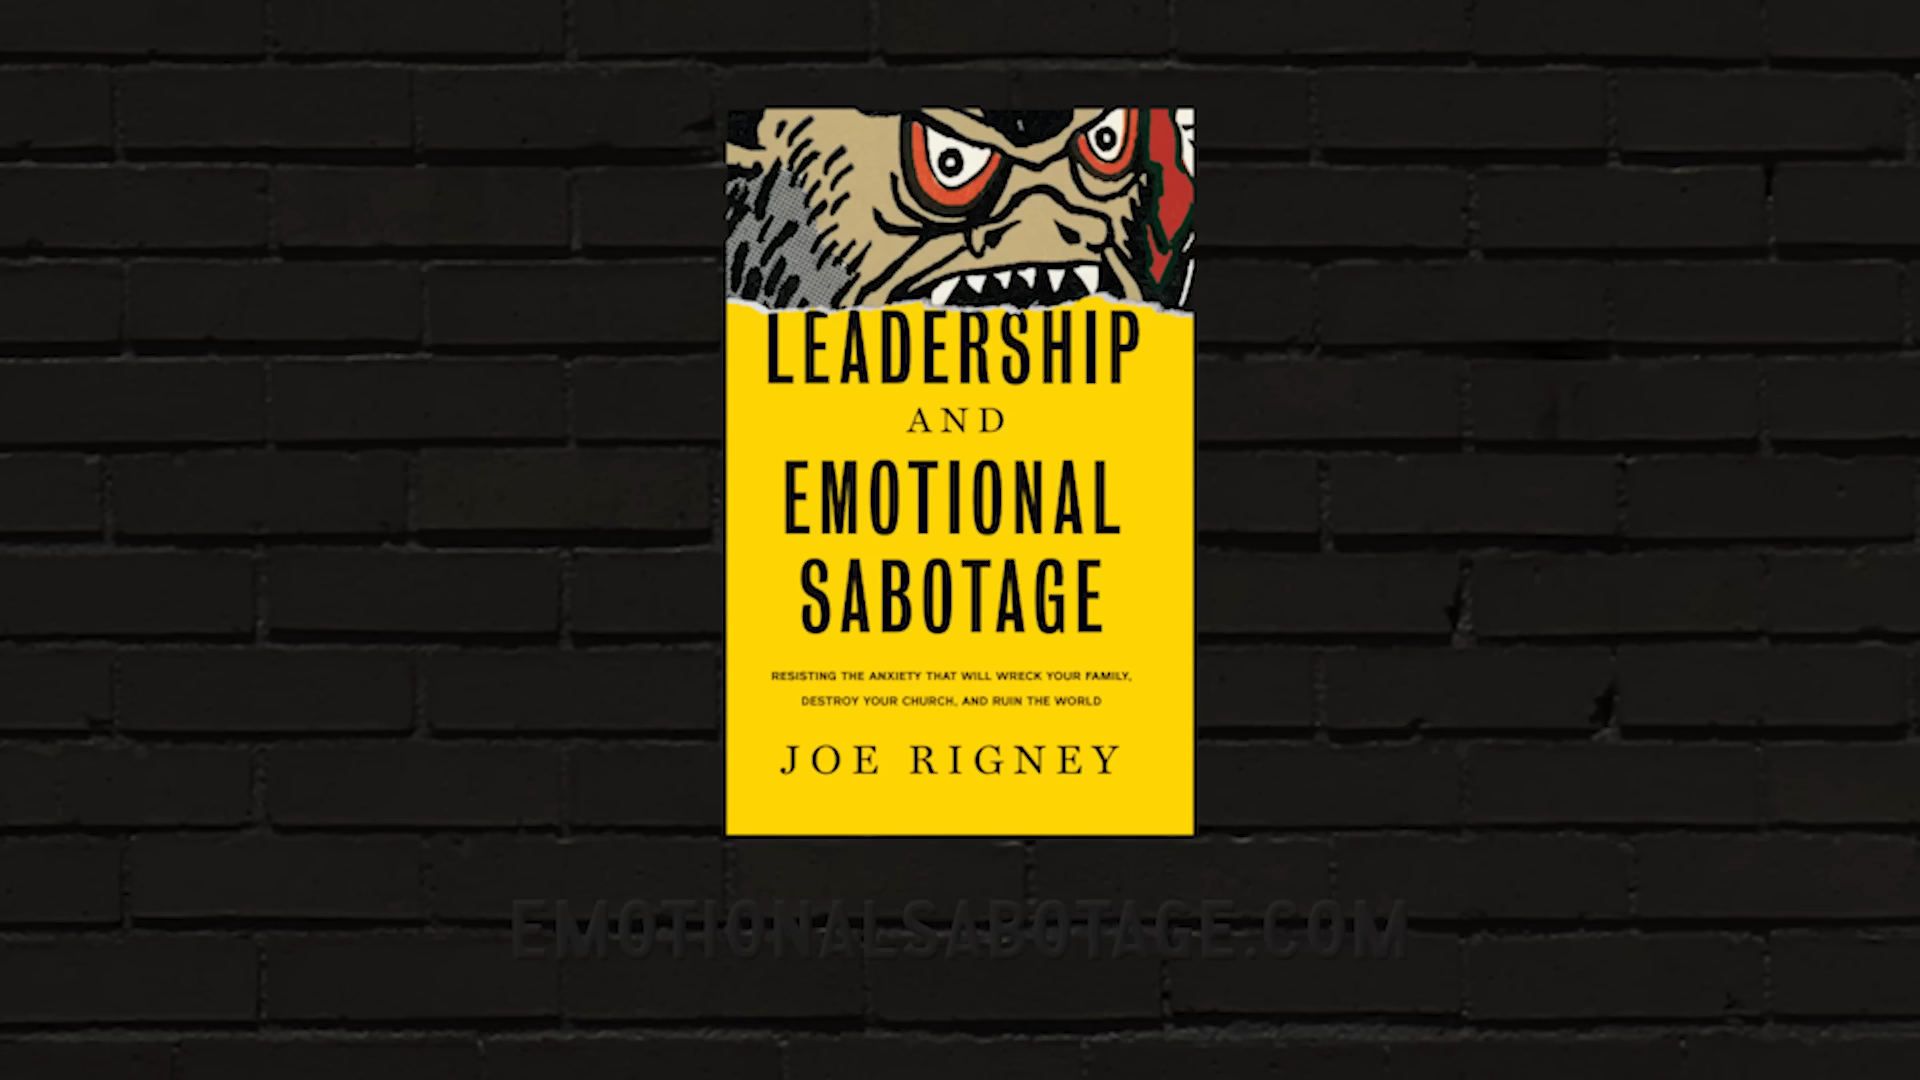 LEADERSHIP
AND
EMOTIONAL
SABOTAGE
RESISTING THE ANXIETY THAT WILL WRECK YOUR FAMILY,
DESTROY YOUR CHURCH, AND RUIN THE WORLD
JOE RIGNEY
EMOTIONALSABOTAGE.COM